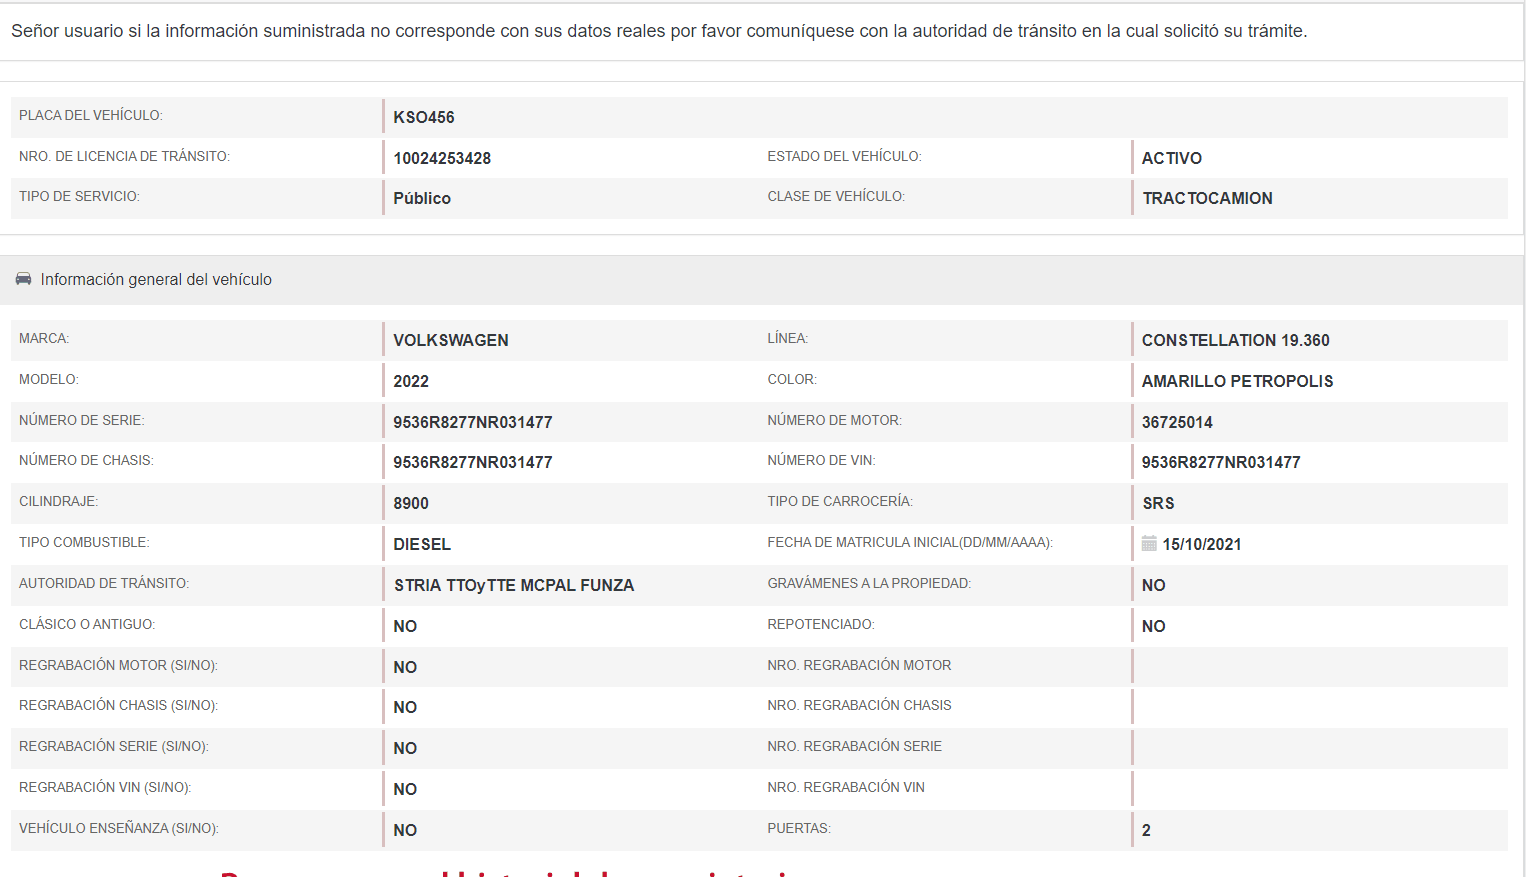 Señor usuario si la información suministrada no corresponde con sus datos reales por favor comuníquese con la autoridad de tránsito en la cual solicitó su trámite.
PLACA DEL VEHÍCULO: KSO456
NRO. DE LICENCIA DE TRÁNSITO: 10024253428 ESTADO DEL VEHÍCULO: ACTIVO
TIPO DE SERVICIO: Público CLASE DE VEHÍCULO: TRACTOCAMION
Información general del vehículo
MARCA: VOLKSWAGEN LÍNEA: CONSTELLATION 19.360
MODELO: 2022 COLOR: AMARILLO PETROPOLIS
NÚMERO DE SERIE: 9536R8277NR031477 NÚMERO DE MOTOR: 36725014
NÚMERO DE CHASIS: 9536R8277NR031477 NÚMERO DE VIN: 9536R8277NR031477
CILINDRAJE: 8900 TIPO DE CARROCERÍA: SRS
TIPO COMBUSTIBLE: DIESEL FECHA DE MATRICULA INICIAL(DD/MM/AAAA): 15/10/2021
AUTORIDAD DE TRÁNSITO: STRIA TTOyTTE MCPAL FUNZA GRAVÁMENES A LA PROPIEDAD: NO
CLÁSICO O ANTIGUO: NO REPOTENCIADO: NO
REGRABACIÓN MOTOR (SI/NO): NO NRO. REGRABACIÓN MOTOR
REGRABACIÓN CHASIS (SI/NO): NO NRO. REGRABACIÓN CHASIS
REGRABACIÓN SERIE (SI/NO): NO NRO. REGRABACIÓN SERIE
REGRABACIÓN VIN (SI/NO): NO NRO. REGRABACIÓN VIN
VEHÍCULO ENSEÑANZA (SI/NO): NO PUERTAS: 2